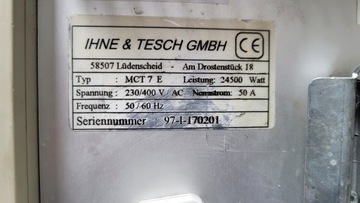 IHNE & TESCH GMBH CE
58507 Lüdenscheid - Am Drostenstück 18
Typ : MCT 7 E Leistung: 24500 Watt
Spannung : 230/400 V AC Nennstrom: 50 A
Frequenz : 50/60 Hz
Seriennummer 97-I-170201